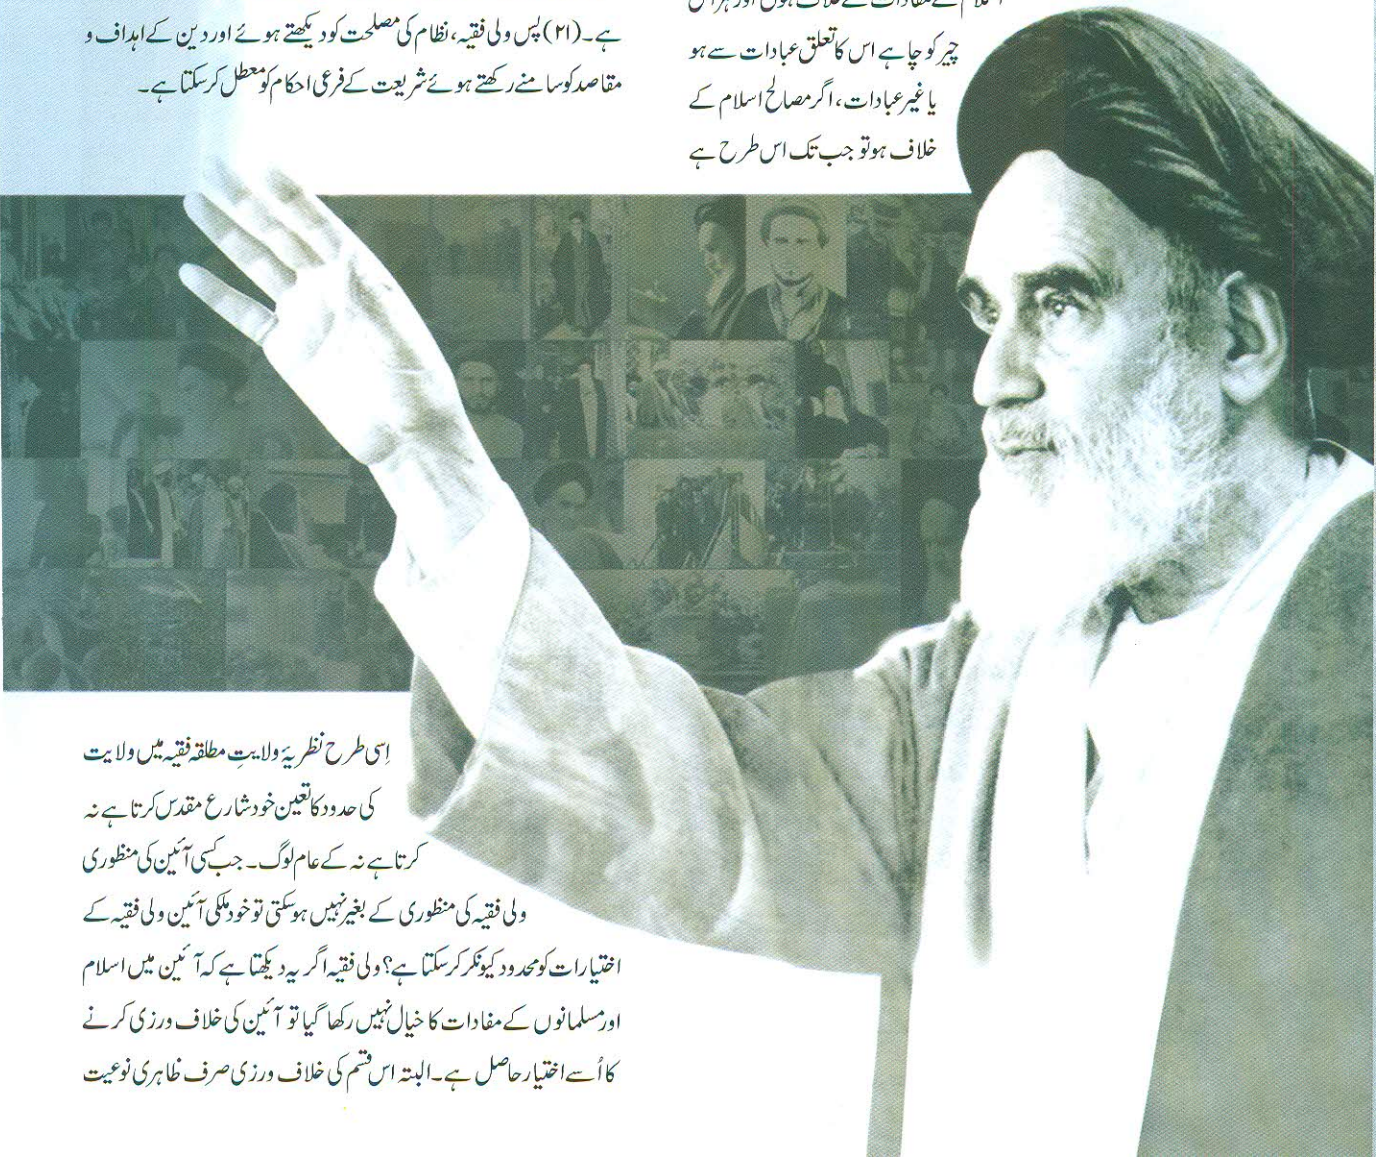 چیز کو چاہے اس کا تعلق عبادات سے ہو
یا غیر عبادات، اگر مصالح اسلام کے
خلاف ہو تو جب تک اس طرح ہے
ہے۔(۲۱) پس ولی فقیہ، نظام کی مصلحت کو دیکھتے ہوئے اور دین کے اہداف و
مقاصد کو سامنے رکھتے ہوئے شریعت کے فرعی احکام کو معطل کر سکتا ہے۔
اِسی طرح نظریۂ ولایتِ مطلقہ فقیہ میں ولایت
کی حدود کا تعین خود شارع مقدس کرتا ہے نہ
کرتا ہے نہ کے عام لوگ۔ جب کسی آئین کی منظوری
ولی فقیہ کی منظوری کے بغیر نہیں ہو سکتی تو خود ملکی آئین ولی فقیہ کے
اختیارات کو محدود کیونکر کر سکتا ہے؟ ولی فقیہ اگر یہ دیکھتا ہے کہ آئین میں اسلام
اور مسلمانوں کے مفادات کا خیال نہیں رکھا گیا تو آئین کی خلاف ورزی کرنے
کا اُسے اختیار حاصل ہے۔ البتہ اس قسم کی خلاف ورزی صرف ظاہری نوعیت